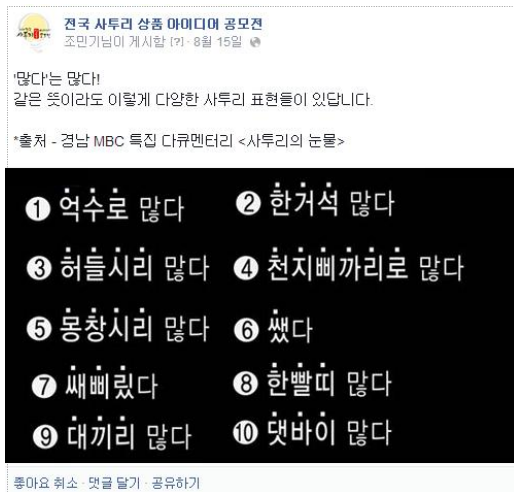 전국 사투리 상품 아이디어 공모전
조민기님이 게시함 [?] · 8월 15일
'많다'는 많다!
같은 뜻이라도 이렇게 다양한 사투리 표현들이 있답니다.
*출처 - 경남 MBC 특집 다큐멘터리 <사투리의 눈물>
❶ 억수로 많다 ❷ 한거석 많다
❸ 허들시리 많다 ❹ 천지삐까리로 많다
❺ 몽창시리 많다 ❻ 쌨다
❼ 쌔삐맀다 ❽ 한빨띠 많다
❾ 대끼리 많다 ❿ 댓바이 많다
좋아요 취소 · 댓글 달기 · 공유하기